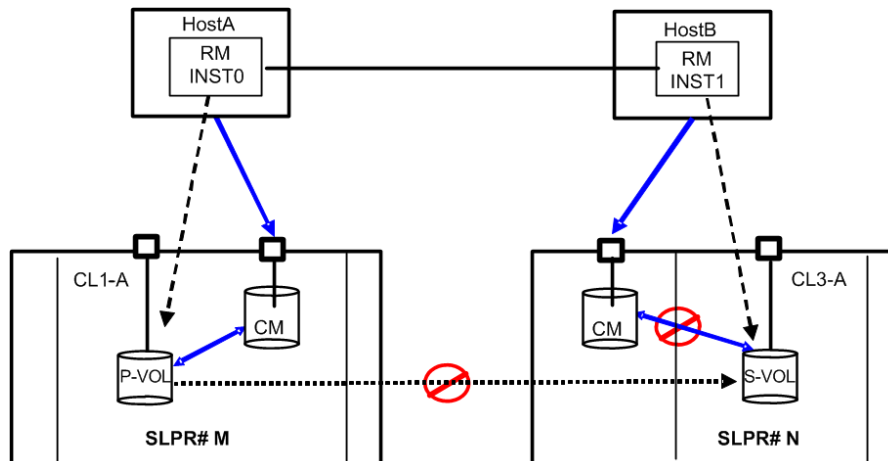 HostA
RM
INST0
HostB
RM
INST1
CL1-A
CM
P-VOL
SLPR# M
CL3-A
CM
S-VOL
SLPR# N